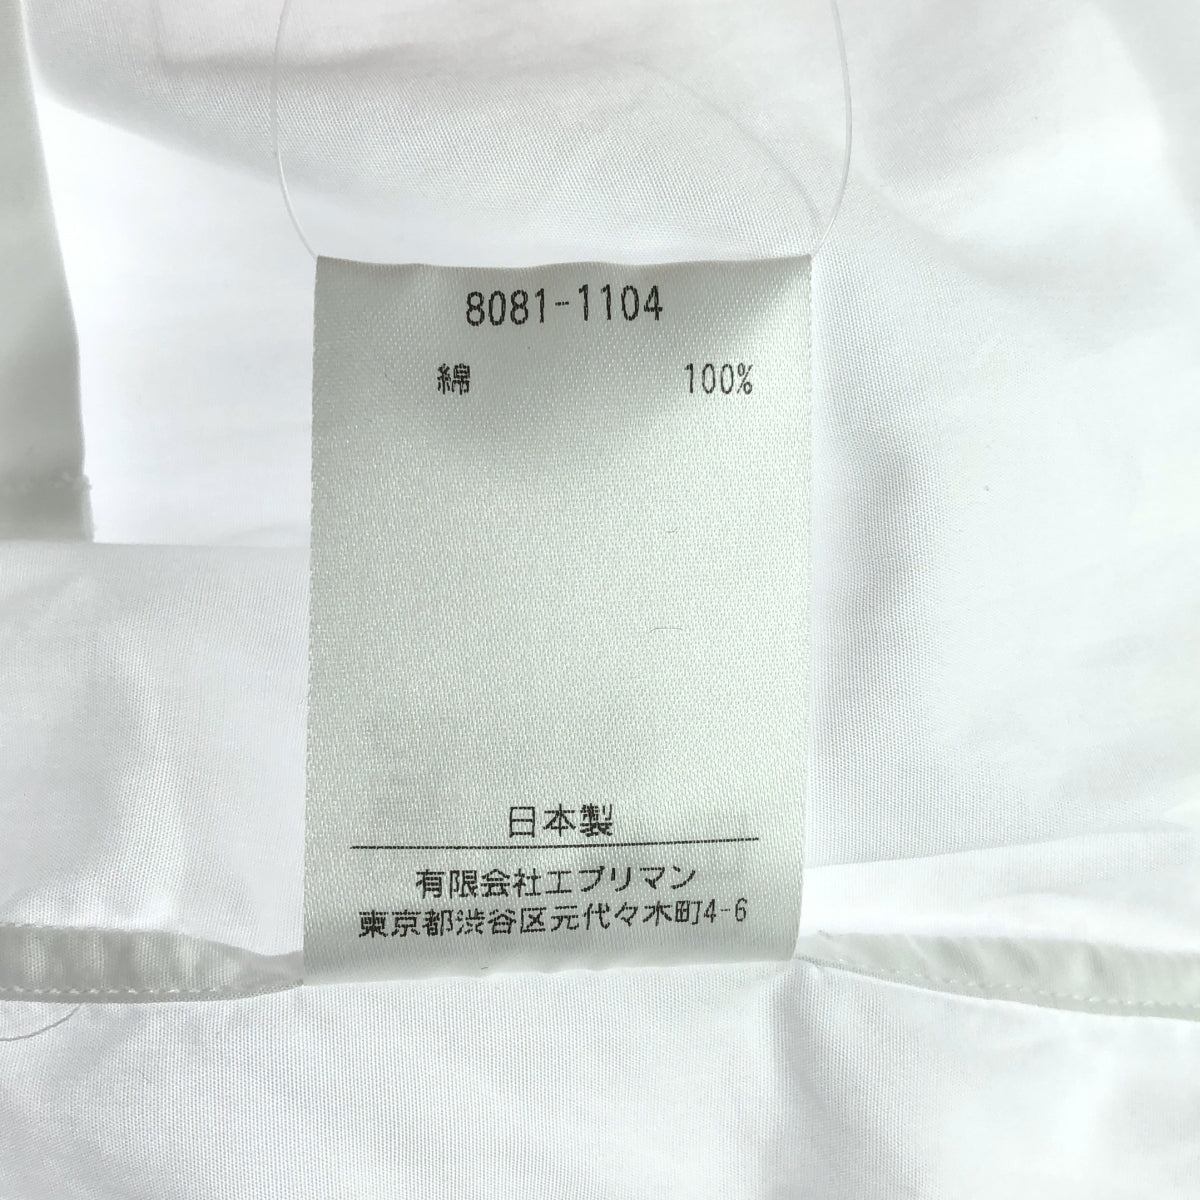 8081-1104
綿 100%
日本製
有限会社エブリマン
東京都渋谷区元代々木町4-6